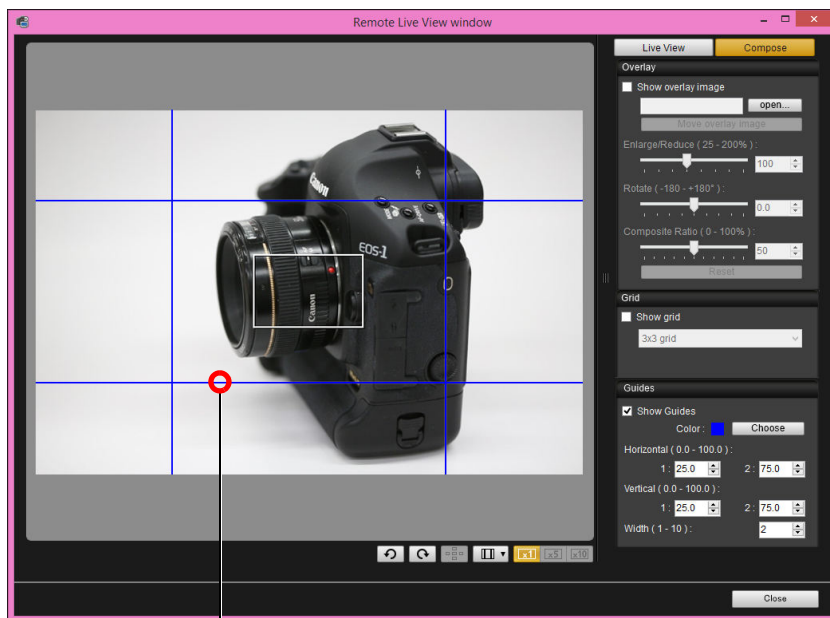 Remote Live View window
Live View Compose
Overlay
Show overlay image
open...
Move overlay image
Enlarge/Reduce ( 25 - 200% ) :
100
Rotate ( -180 - +180° ) :
0.0
Composite Ratio ( 0 - 100% ) :
50
Reset
Grid
Show grid
3x3 grid
Guides
Show Guides
Color : Choose
Horizontal ( 0.0 - 100.0 ) :
1 : 25.0 2 : 75.0
Vertical ( 0.0 - 100.0 ) :
1 : 25.0 2 : 75.0
Width ( 1 - 10 ) : 2
Canon
EOS-1
Canon
x1 x5 x10
Close